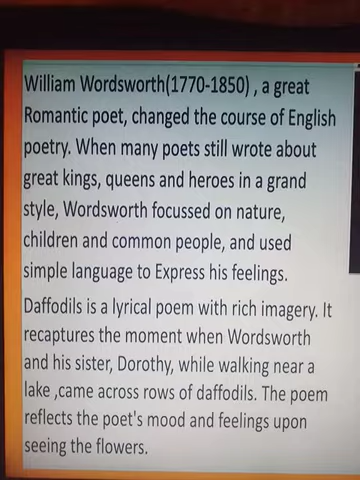 William Wordsworth(1770-1850) , a great
Romantic poet, changed the course of English
poetry. When many poets still wrote about
great kings, queens and heroes in a grand
style, Wordsworth focussed on nature,
children and common people, and used
simple language to Express his feelings.
Daffodils is a lyrical poem with rich imagery. It
recaptures the moment when Wordsworth
and his sister, Dorothy, while walking near a
lake ,came across rows of daffodils. The poem
reflects the poet's mood and feelings upon
seeing the flowers.